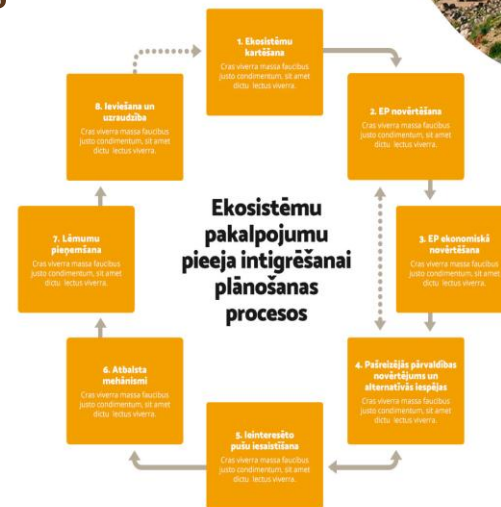 1. Ekosistēmu
kartēšana
Cras viverra massa faucibus
justo condimentum, sit amet
dictu lectus viverra.
2. EP novērtēšana
Cras viverra massa faucibus
justo condimentum, sit amet
dictu lectus viverra.
3. EP ekonomiskā
novērtēšana
Cras viverra massa faucibus
justo condimentum, sit amet
dictu lectus viverra.
4. Pašreizējās pārvaldības
novērtējums un
alternatīvās iespējas
Cras viverra massa faucibus
justo condimentum, sit amet
dictu lectus viverra.
5. Ieinteresēto
pušu iesaistīšana
Cras viverra massa faucibus
justo condimentum, sit amet
dictu lectus viverra.
6. Atbalsta
mehānismi
Cras viverra massa faucibus
justo condimentum, sit amet
dictu lectus viverra.
7. Lēmumu
pieņemšana
Cras viverra massa faucibus
justo condimentum, sit amet
dictu lectus viverra.
8. Ieviešana un
uzraudzība
Cras viverra massa faucibus
justo condimentum, sit amet
dictu lectus viverra.
Ekosistēmu
pakalpojumu
pieeja intigrēšanai
plānošanas
procesos